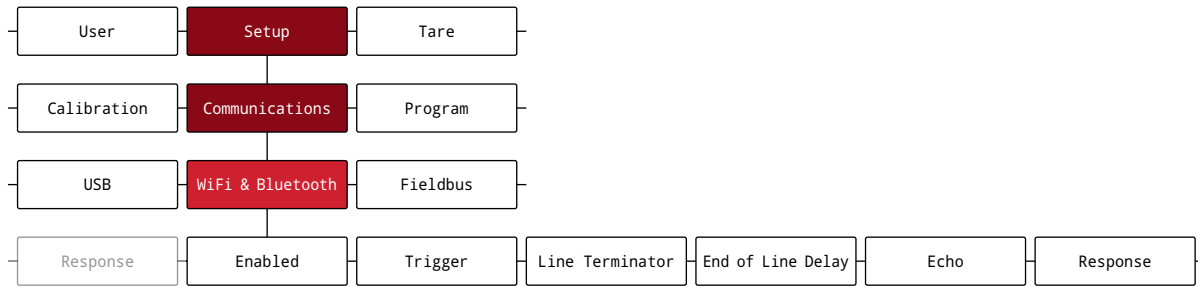 User Setup Tare
Calibration Communications Program
USB WiFi & Bluetooth Fieldbus
Response Enabled Trigger Line Terminator End of Line Delay Echo Response